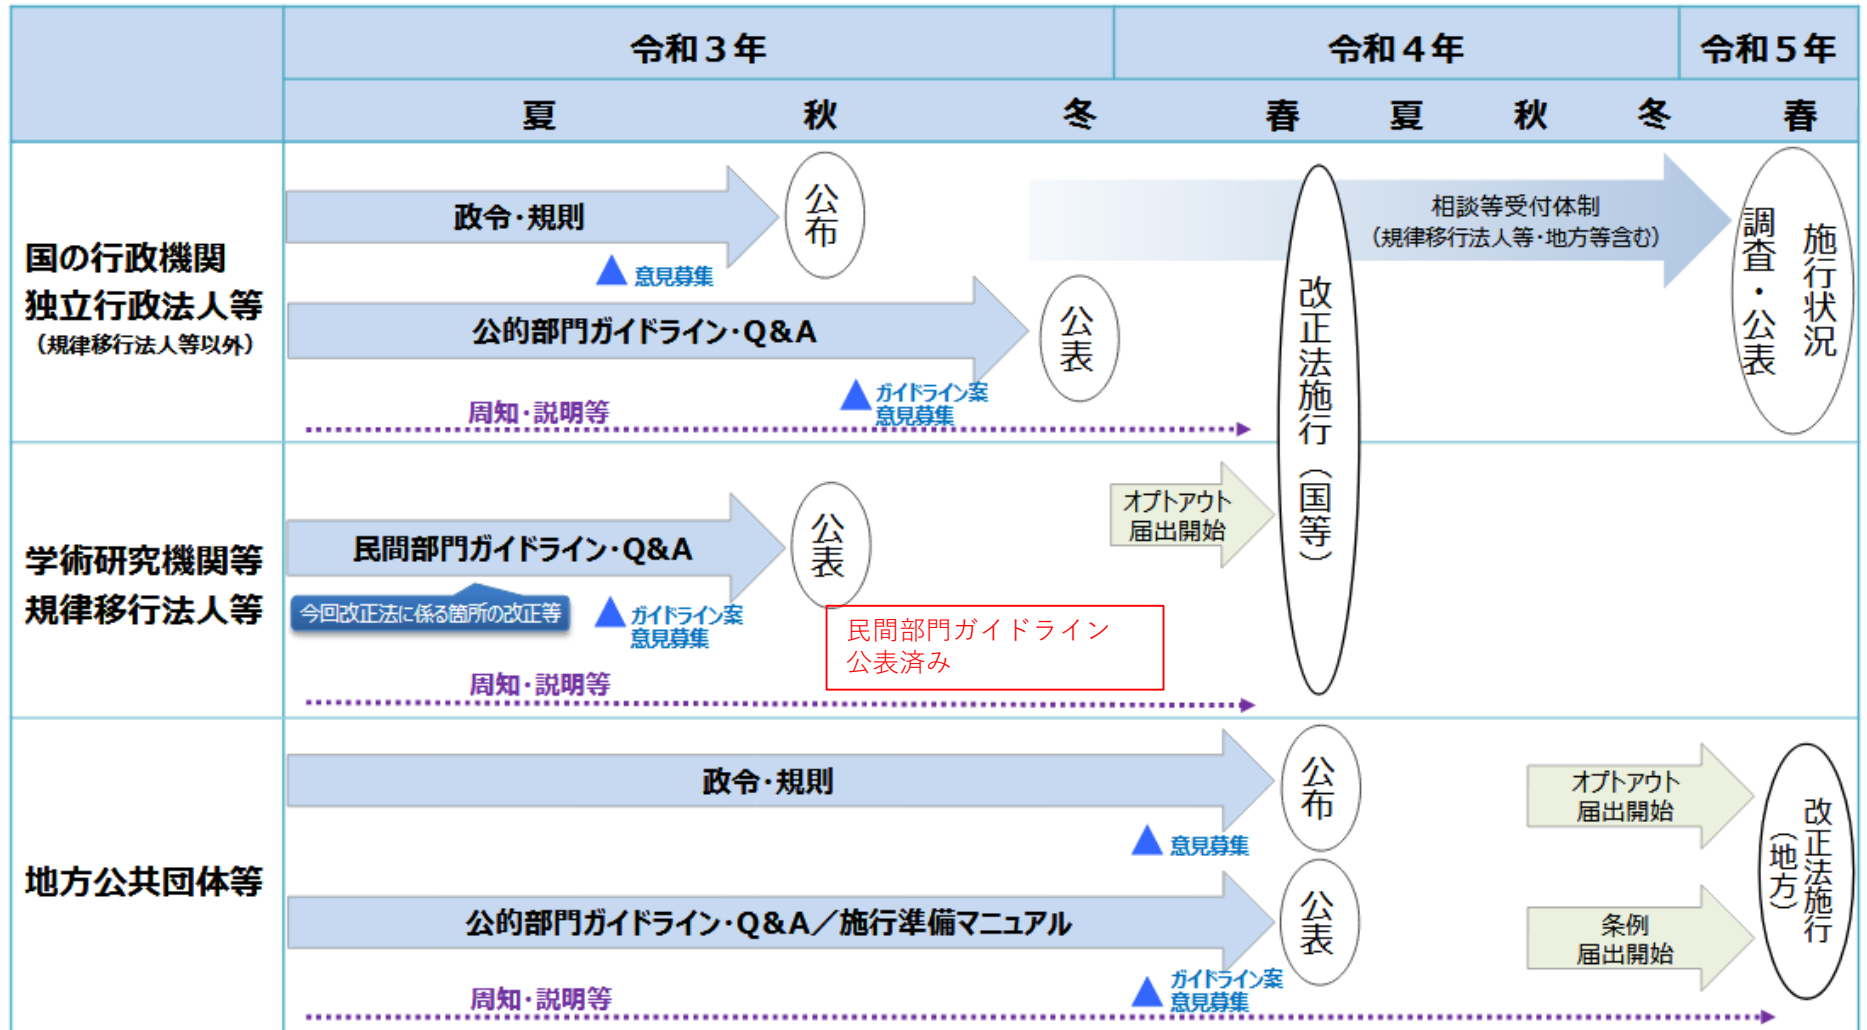 令和３年
令和４年
令和５年
夏
秋
冬
春
夏
秋
冬
春
国の行政機関
独立行政法人等
（規律移行法人等以外）
政令・規則
意見募集
公布
公的部門ガイドライン・Q&A
ガイドライン案
意見募集
公表
周知・説明等
相談等受付体制
（規律移行法人等・地方等含む）
施行状況
調査・公表
改正法施行（国等）
学術研究機関等
規律移行法人等
民間部門ガイドライン・Q&A
今回改正法に係る箇所の改正等
ガイドライン案
意見募集
公表
民間部門ガイドライン
公表済み
オプトアウト
届出開始
周知・説明等
地方公共団体等
政令・規則
意見募集
公布
公的部門ガイドライン・Q&A／施行準備マニュアル
ガイドライン案
意見募集
公表
周知・説明等
オプトアウト
届出開始
条例
届出開始
改正法施行
（地方）